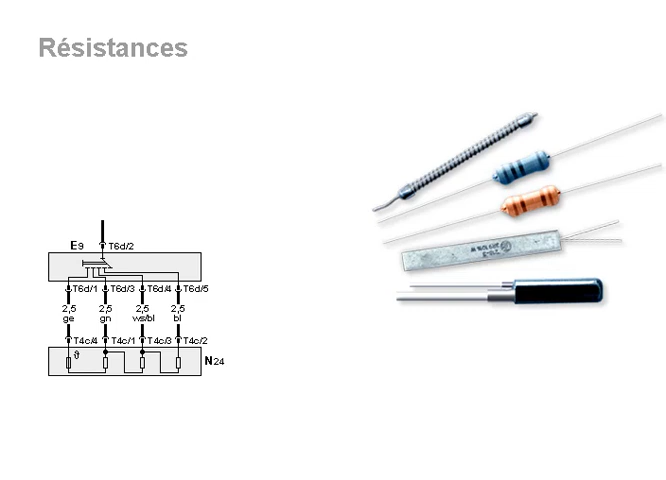 Résistances
E9 T6d/2
T6d/1 T6d/3 T6d/4 T6d/5
2,5 2,5 2,5 2,5
ge gn ws/bl bl
T4c/4 T4c/1 T4c/3 T4c/2
ϑ
N24